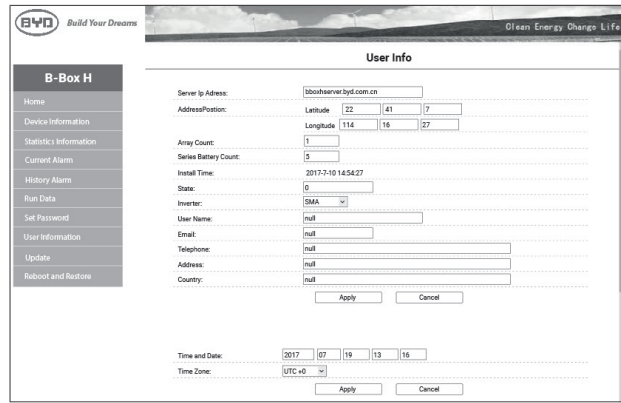 BYD Build Your Dreams
Clean Energy Change Life
User Info
B-Box H
Home
Device Information
Statistics Information
Current Alarm
History Alarm
Run Data
Set Password
User Information
Update
Reboot and Restore
Server Ip Adress: bboxhserver.byd.com.cn
AddressPostion: Latitude 22 41 7
Longitude 114 16 27
Array Count: 1
Series Battery Count: 5
Install Time: 2017-7-10 14:54:27
State: 0
Inverter: SMA
User Name: null
Email: null
Telephone: null
Address: null
Country: null
Apply Cancel
Time and Date: 2017 07 19 13 16
Time Zone: UTC +0
Apply Cancel